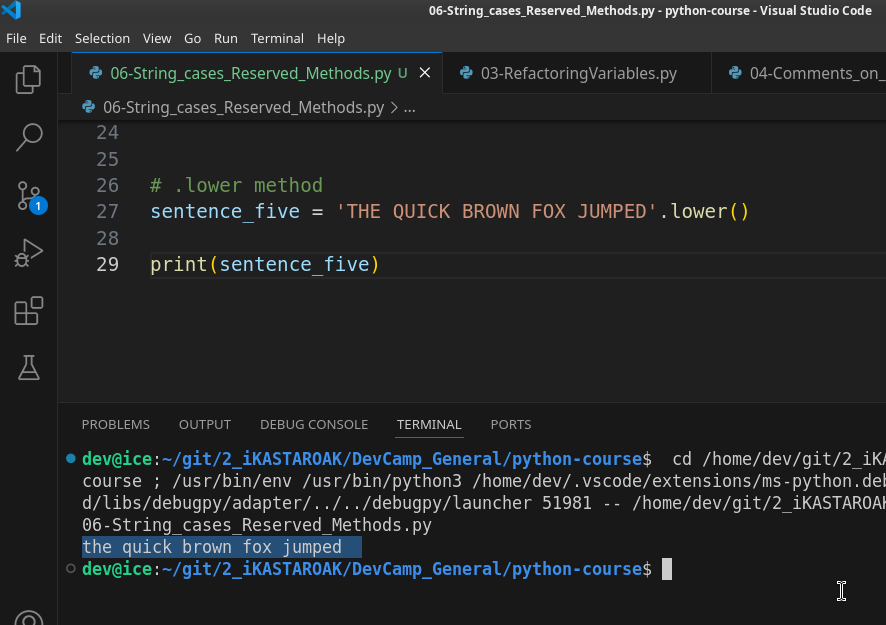 06-String_cases_Reserved_Methods.py - python-course - Visual Studio Code
File Edit Selection View Go Run Terminal Help
06-String_cases_Reserved_Methods.py U 03-RefactoringVariables.py 04-Comments_on_
06-String_cases_Reserved_Methods.py > ...
24
25
26 # .lower method
27 sentence_five = 'THE QUICK BROWN FOX JUMPED'.lower()
28
29 print(sentence_five)
1
PROBLEMS OUTPUT DEBUG CONSOLE TERMINAL PORTS
dev@ice:~/git/2_iKASTAROAK/DevCamp_General/python-course$  cd /home/dev/git/2_iKA
course ; /usr/bin/env /usr/bin/python3 /home/dev/.vscode/extensions/ms-python.deb
d/libs/debugpy/adapter/../../debugpy/launcher 51981 -- /home/dev/git/2_iKASTAROAK
06-String_cases_Reserved_Methods.py
the quick brown fox jumped
dev@ice:~/git/2_iKASTAROAK/DevCamp_General/python-course$